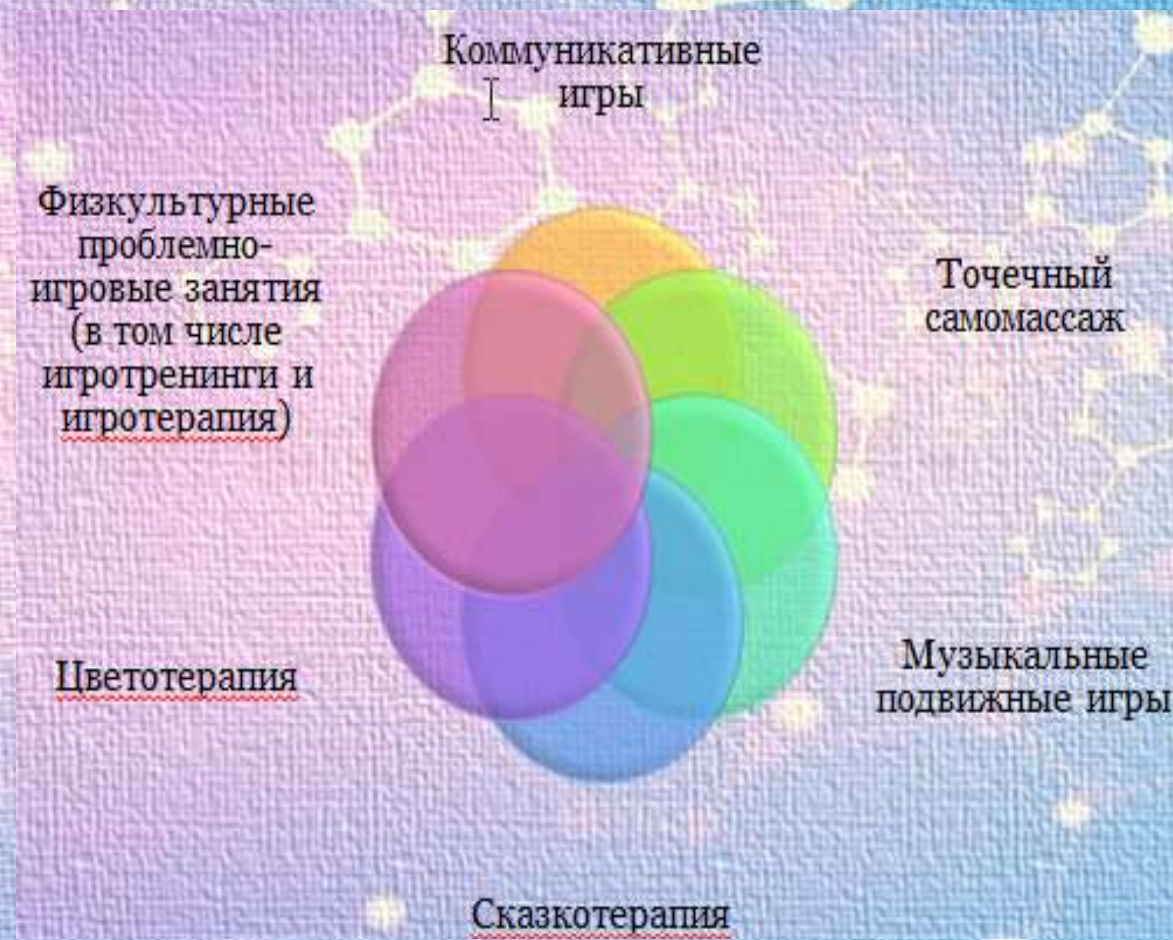 Коммуникативные
игры
Физкультурные
проблемно-
игровые занятия
(в том числе
игротренинги и
игротерапия)
Точечный
самомассаж
Цветотерапия
Музыкальные
подвижные игры
Сказкотерапия